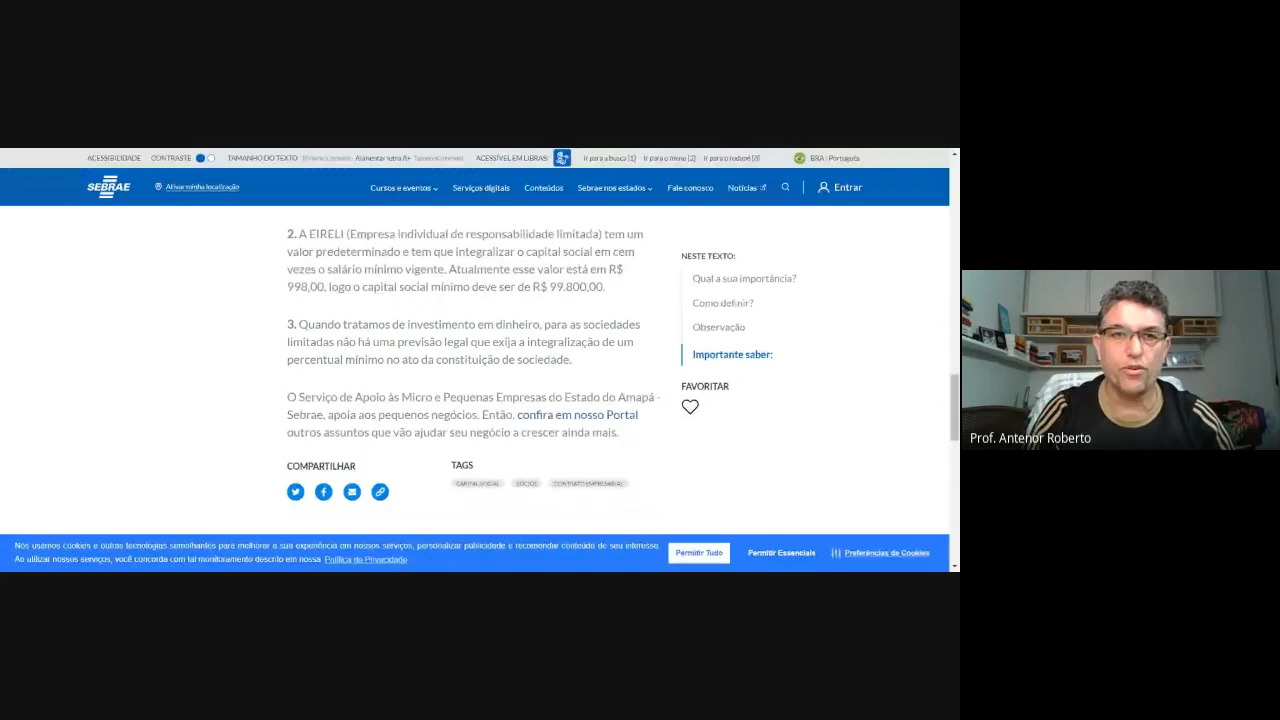 ACESSIBILIDADE CONTRASTE TAMANHO DO TEXTO Aumentar letra A+ ACESSÍVEL EM LIBRAS: Ir para a busca [1] Ir para o menu [2] Ir para o rodapé [3] BRA | Português
SEBRAE Ativar minha localização Cursos e eventos Serviços digitais Conteúdos Sebrae nos estados Fale conosco Notícias Entrar
2. A EIRELI (Empresa individual de responsabilidade limitada) tem um
valor predeterminado e tem que integralizar o capital social em cem
vezes o salário mínimo vigente. Atualmente esse valor está em R$
998,00, logo o capital social mínimo deve ser de R$ 99.800,00.
3. Quando tratamos de investimento em dinheiro, para as sociedades
limitadas não há uma previsão legal que exija a integralização de um
percentual mínimo no ato da constituição de sociedade.
O Serviço de Apoio às Micro e Pequenas Empresas do Estado do Amapá -
Sebrae, apoia aos pequenos negócios. Então, confira em nosso Portal
outros assuntos que vão ajudar seu negócio a crescer ainda mais.
COMPARTILHAR
TAGS
CAPITAL SOCIAL SÓCIOS CONTRATO EMPRESARIAL
NESTE TEXTO:
Qual a sua importância?
Como definir?
Observação
Importante saber:
FAVORITAR
Nós usamos cookies e outras tecnologias semelhantes para melhorar a sua experiência em nossos serviços, personalizar publicidade e recomendar conteúdo de seu interesse.
Ao utilizar nossos serviços, você concorda com tal monitoramento descrito em nossa Política de Privacidade
Permitir Tudo Permitir Essenciais Preferências de Cookies
Prof. Antenor Roberto